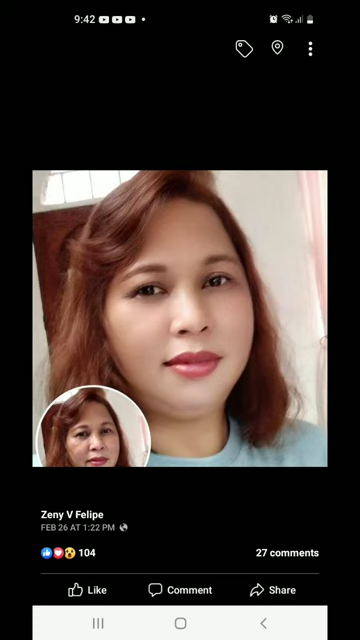 9:42
Zeny V Felipe
FEB 26 AT 1:22 PM
104
27 comments
Like
Comment
Share